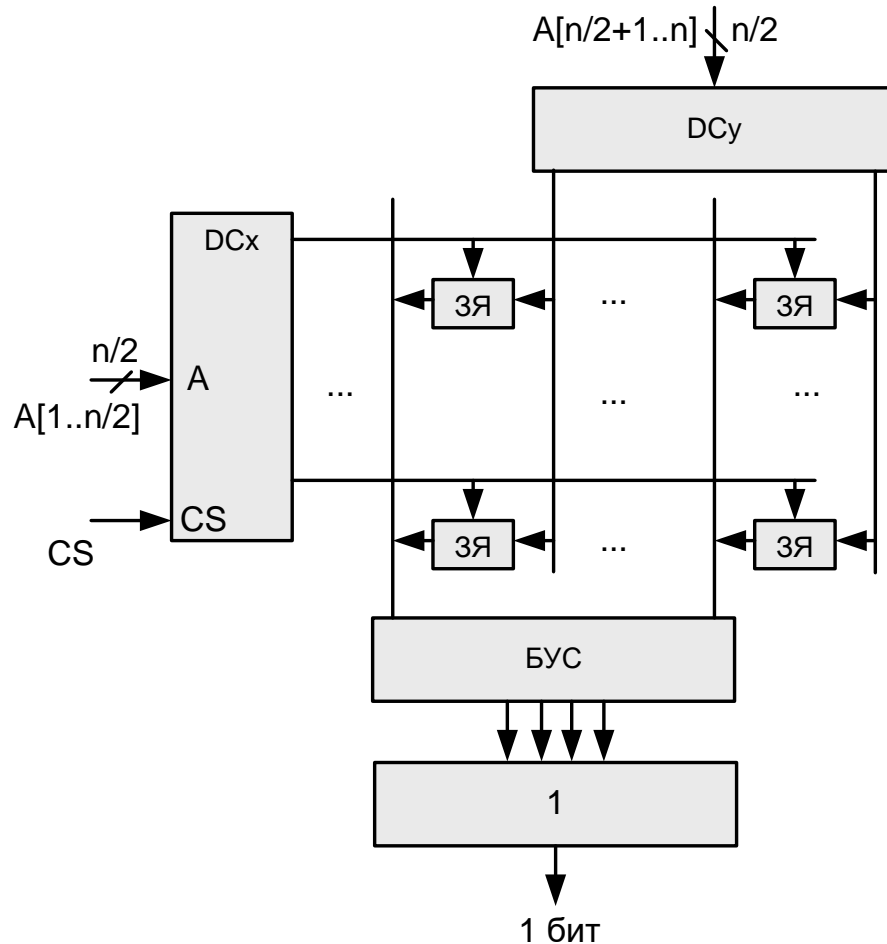 A[n/2+1..n] n/2
DCy
DCx
ЗЯ ... ЗЯ
n/2
A
A[1..n/2]
... ... ...
CS
CS
ЗЯ ... ЗЯ
БУС
1
1 бит